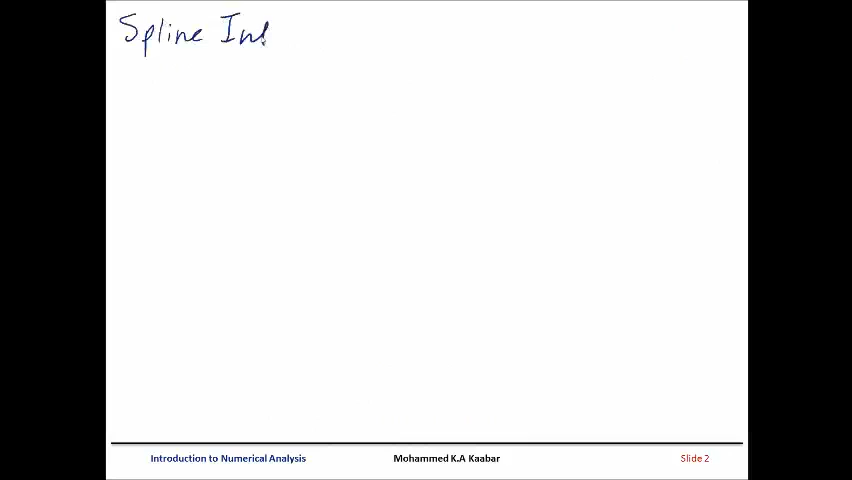 Spline Int
Introduction to Numerical Analysis
Mohammed K.A Kaabar
Slide 2